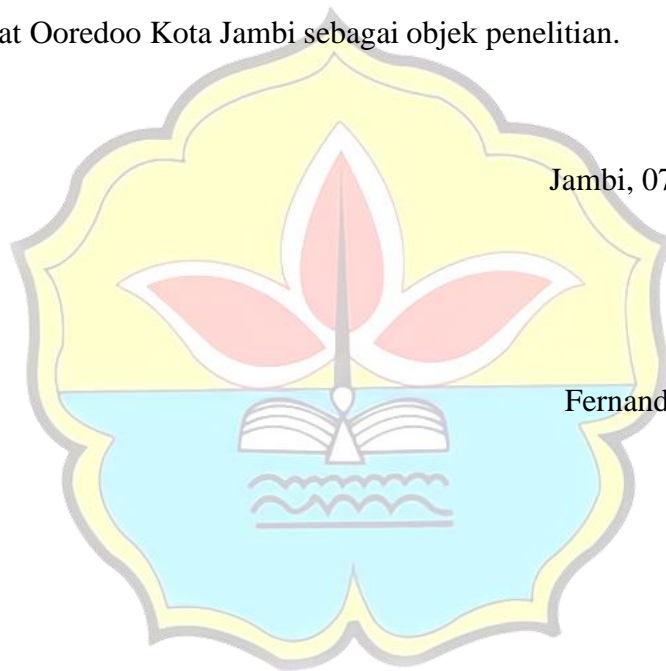 at Ooredoo Kota Jambi sebagai objek penelitian.
Jambi, 07
Fernand